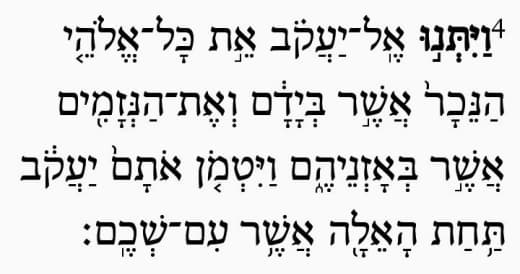 4וַיִּתְּנ֣וּ אֶֽל־יַעֲקֹ֗ב אֵ֣ת כׇּל־אֱלֹהֵ֤י
הַנֵּכָר֙ אֲשֶׁ֣ר בְּיָדָ֔ם וְאֶת־הַנְּזָמִ֖ים
אֲשֶׁ֣ר בְּאׇזְנֵיהֶ֑ם וַיִּטְמֹ֤ן אֹתָם֙ יַעֲקֹ֔ב
תַּ֥חַת הָאֵלָ֖ה אֲשֶׁ֥ר עִם־שְׁכֶֽם׃